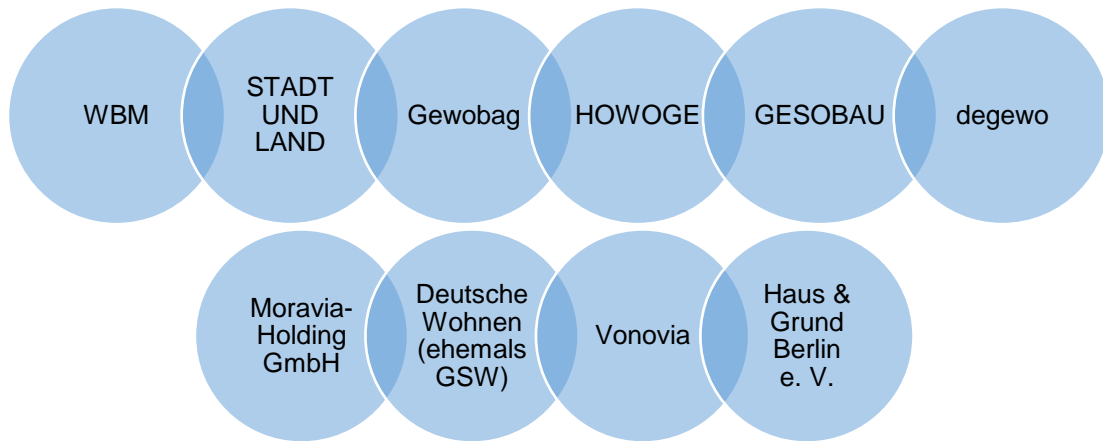 WBM
STADT
UND
LAND
Gewobag
HOWOGE
GESOBAU
degewo
Moravia-
Holding
GmbH
Deutsche
Wohnen
(ehemals
GSW)
Vonovia
Haus &
Grund
Berlin
e. V.